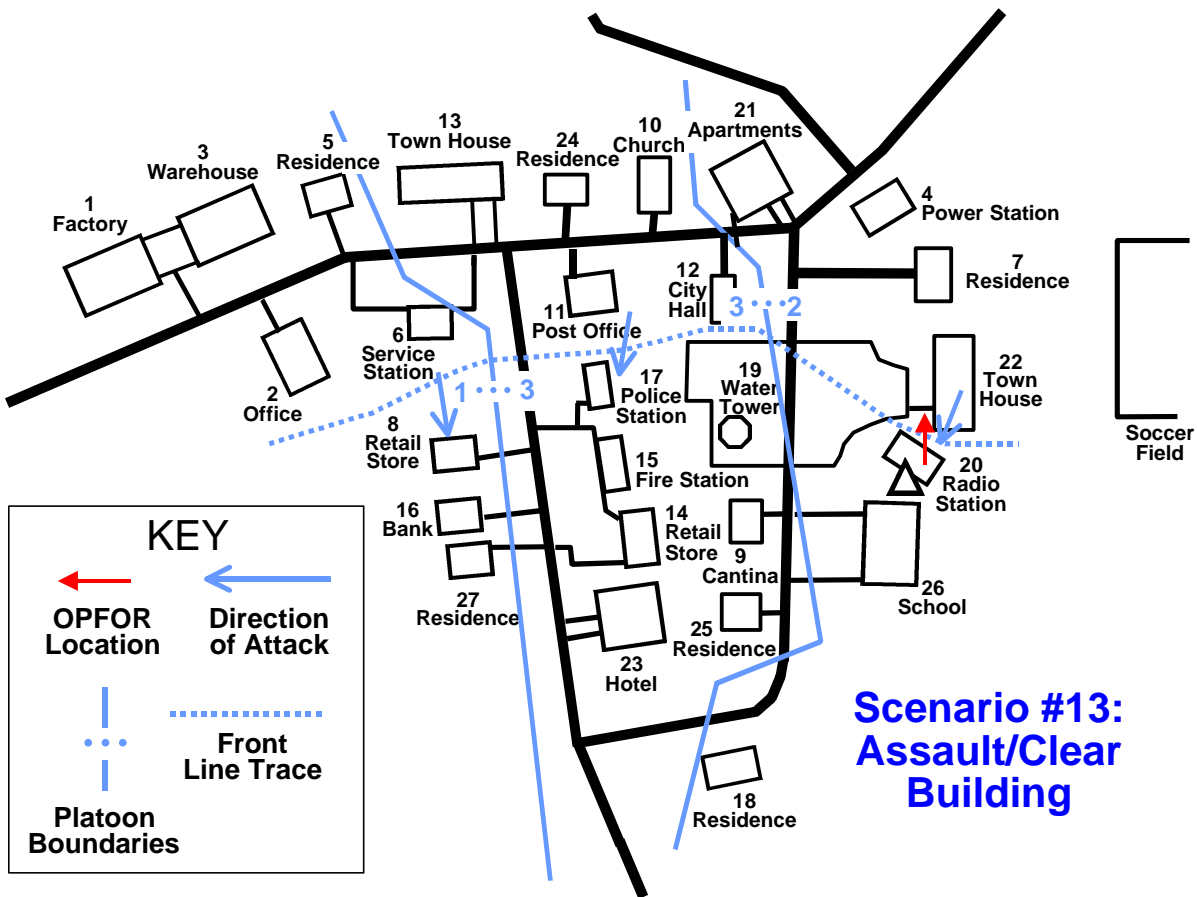 21
Apartments
10
Church
13
Town House
24
Residence
5
Residence
3
Warehouse
1
Factory
4
Power Station
7
Residence
12
City
Hall
3 ••• 2
11
Post Office
6
Service
Station
2
Office
1 ••• 3
17
Police
Station
19
Water
Tower
22
Town
House
Soccer
Field
8
Retail
Store
15
Fire Station
20
Radio
Station
16
Bank
14
Retail
Store
9
Cantina
26
School
27
Residence
25
Residence
23
Hotel
18
Residence
KEY
OPFOR
Location
Direction
of Attack
Front
Line Trace
Platoon
Boundaries
Scenario #13:
Assault/Clear
Building